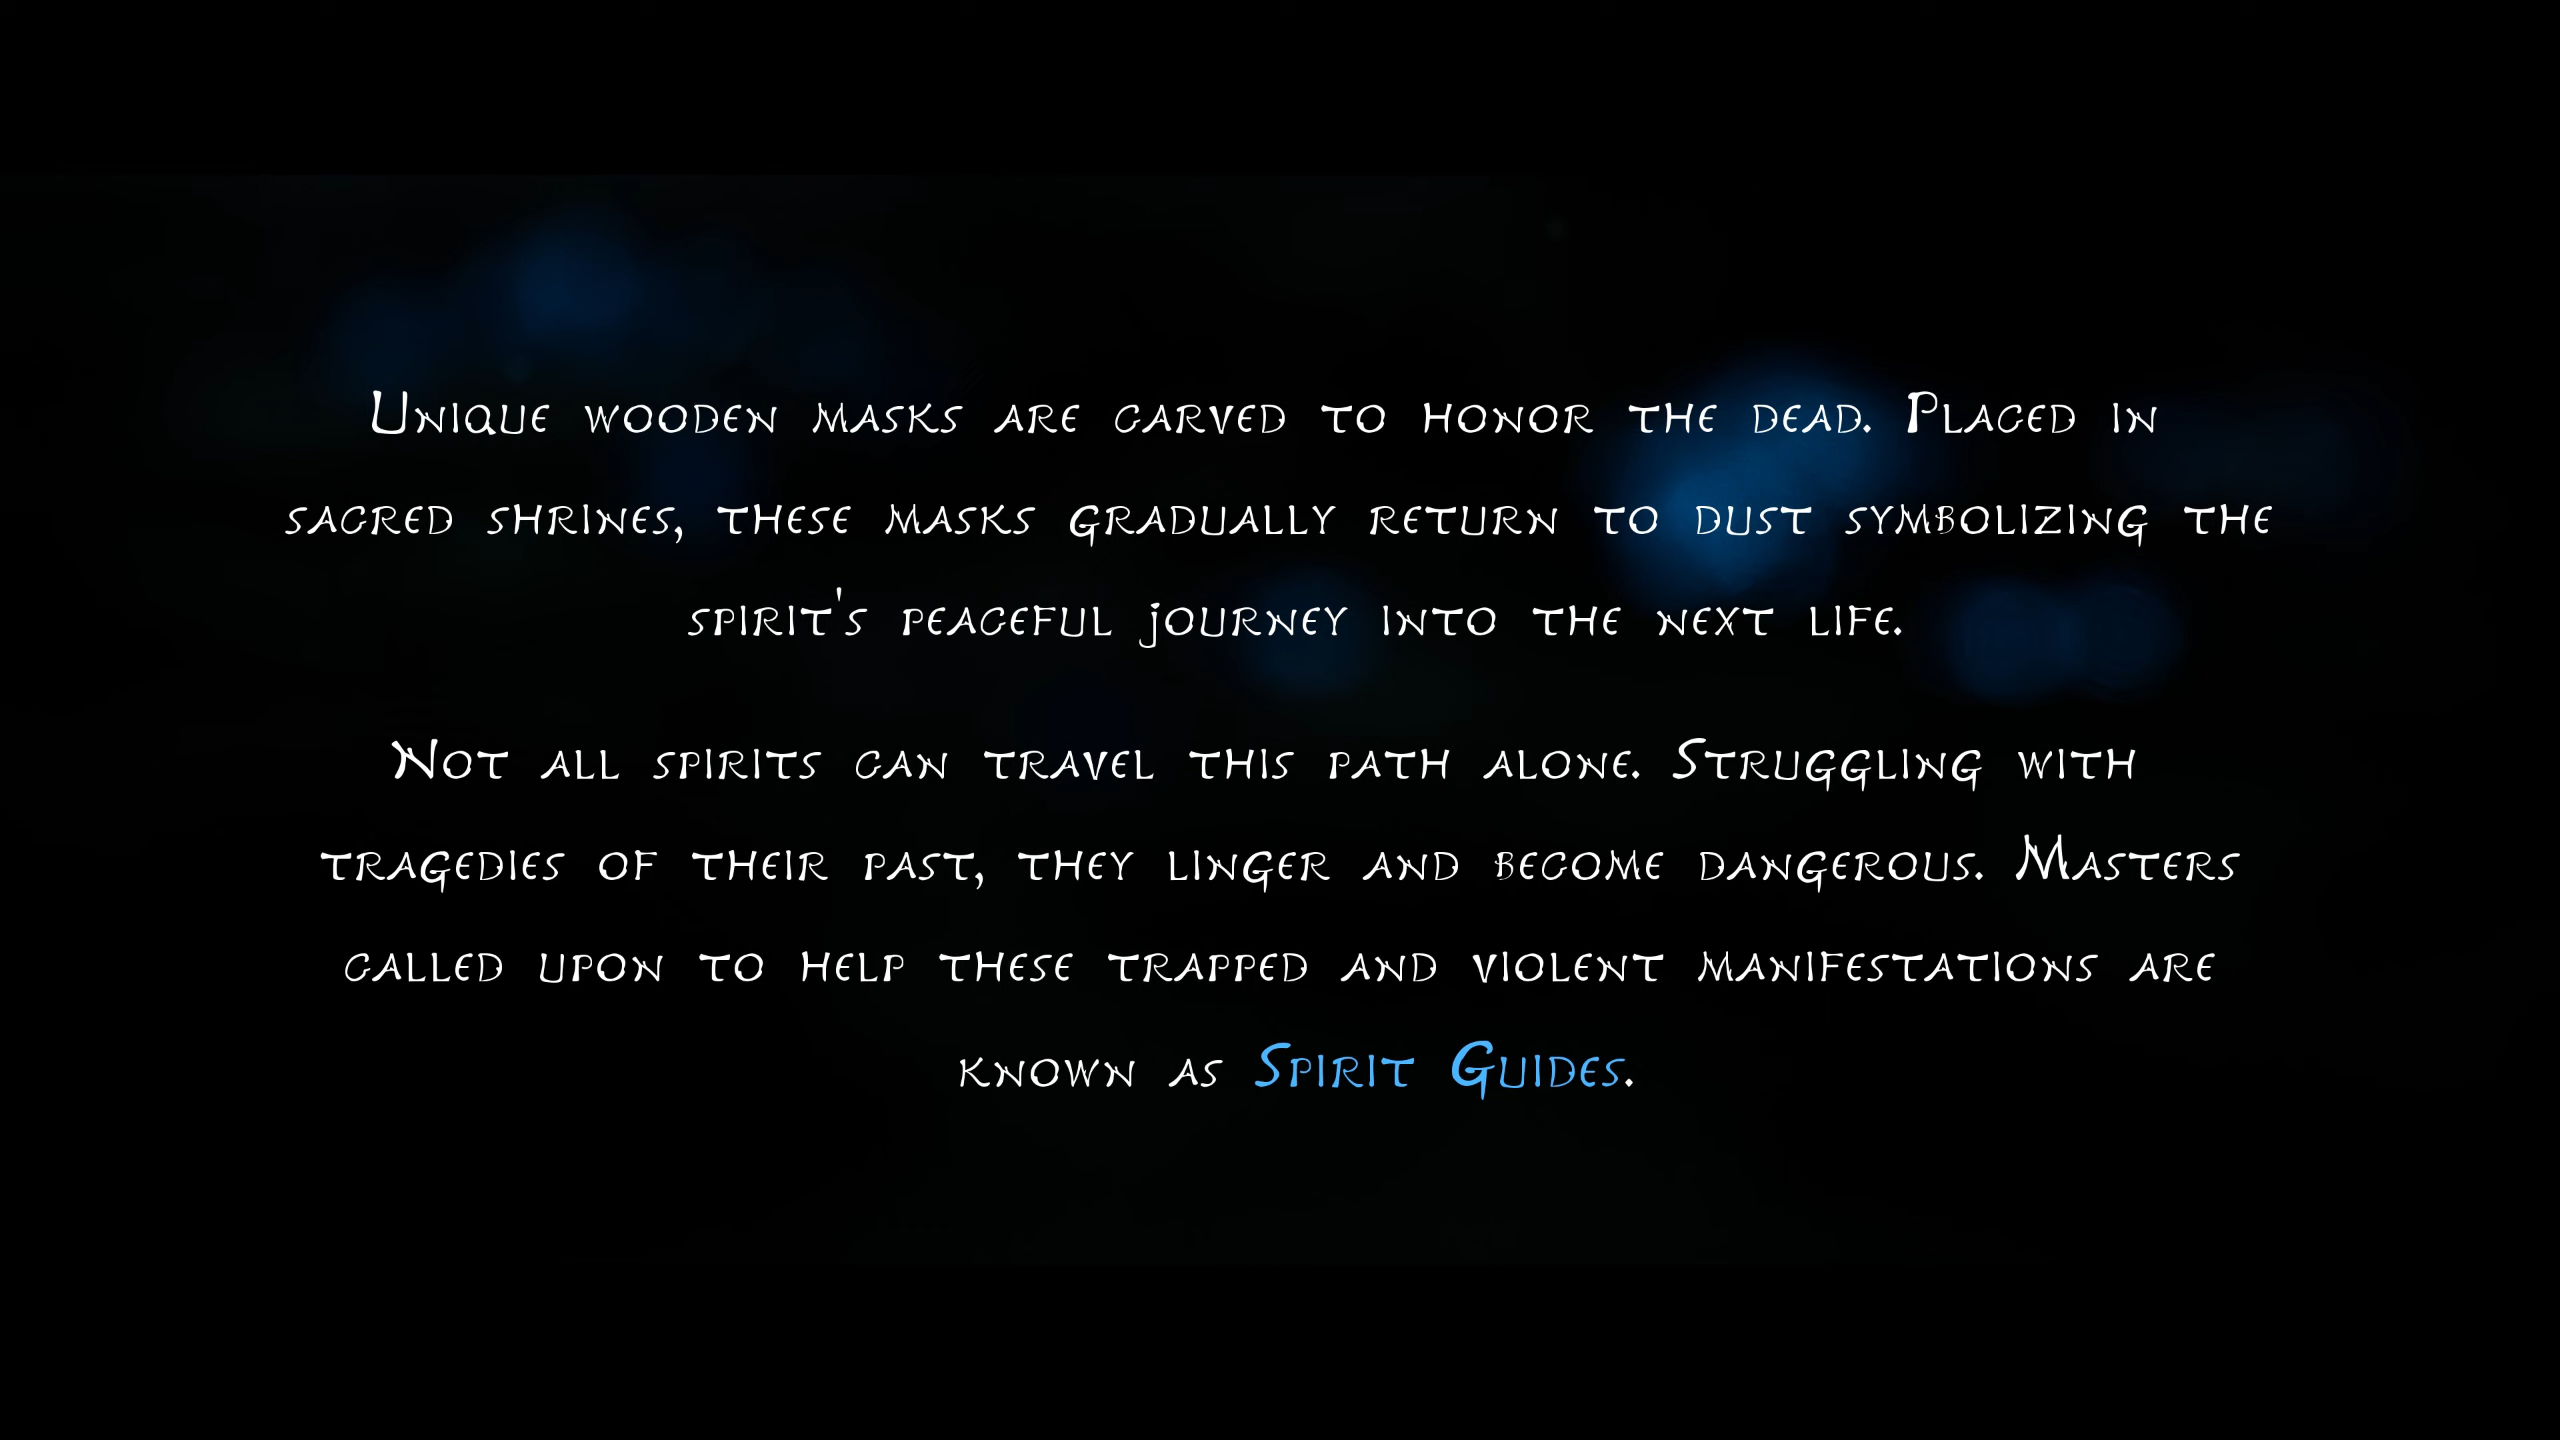 Unique wooden masks are carved to honor the dead. Placed in
sacred shrines, these masks gradually return to dust symbolizing the
spirit's peaceful journey into the next life.
Not all spirits can travel this path alone. Struggling with
tragedies of their past, they linger and become dangerous. Masters
called upon to help these trapped and violent manifestations are
known as Spirit Guides.